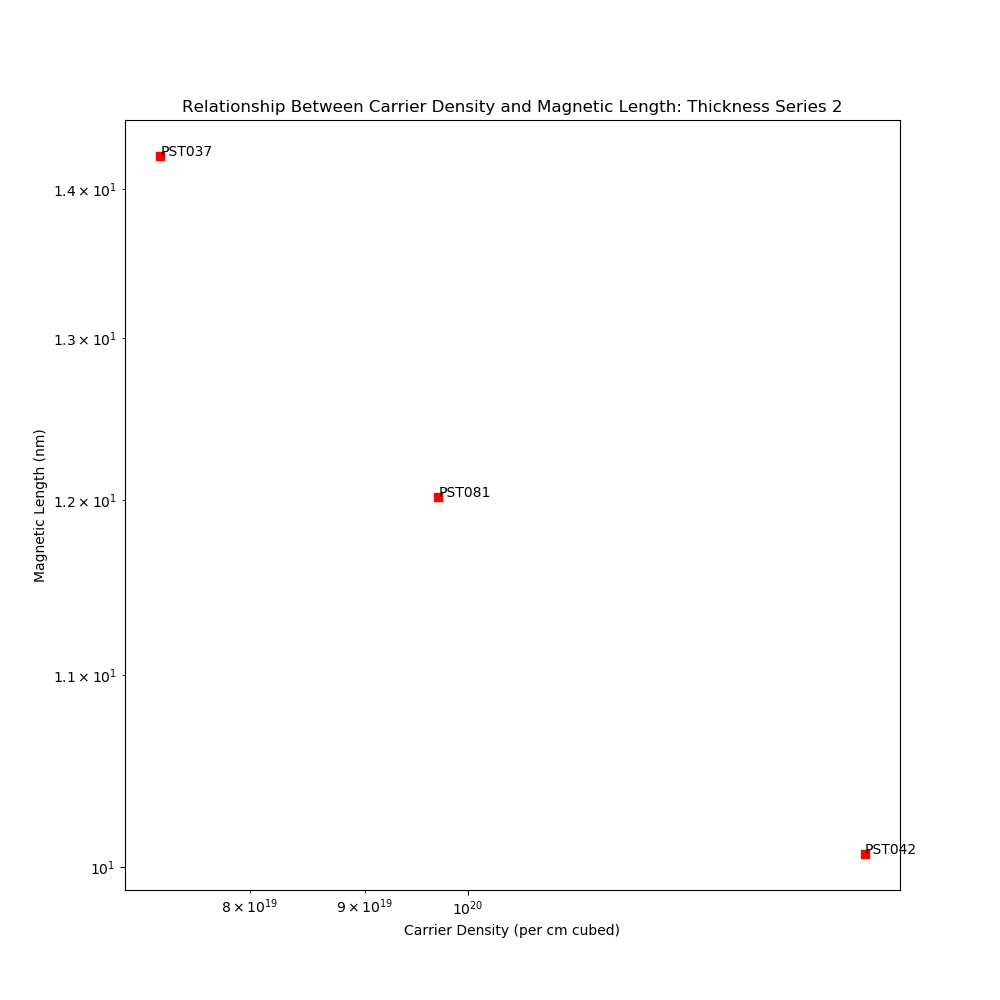 Relationship Between Carrier Density and Magnetic Length: Thickness Series 2
PST037
1.4 × 10¹
1.3 × 10¹
PST081
1.2 × 10¹
Magnetic Length (nm)
1.1 × 10¹
PST042
10¹
8 × 10¹⁹ 9 × 10¹⁹ 10²⁰
Carrier Density (per cm cubed)